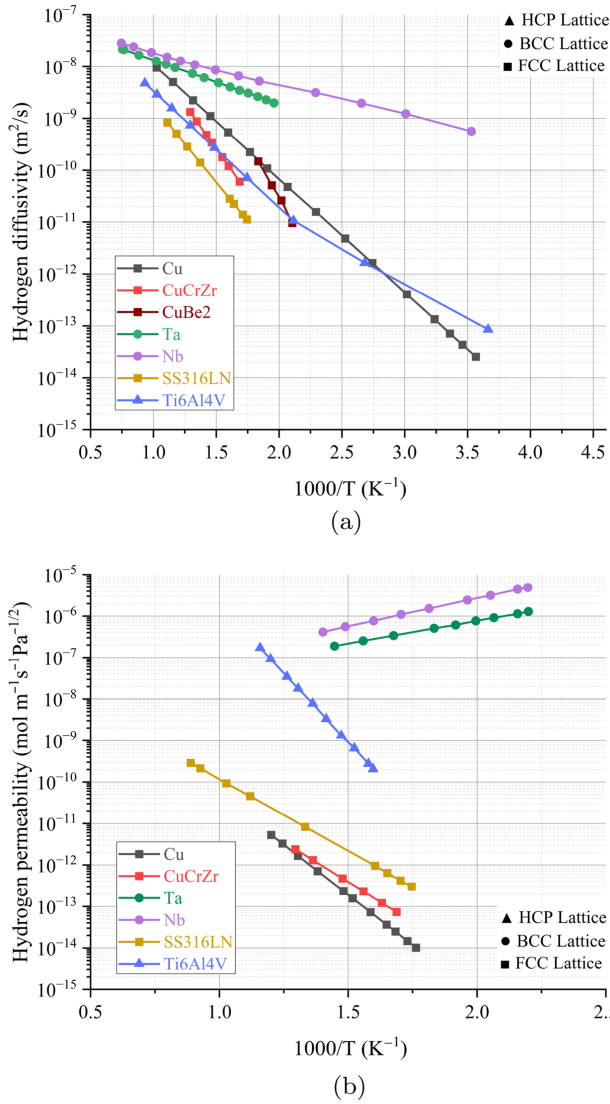 10⁻⁷
10⁻⁸
10⁻⁹
10⁻¹⁰
10⁻¹¹
10⁻¹²
10⁻¹³
10⁻¹⁴
10⁻¹⁵
Hydrogen diffusivity (m²/s)
▲ HCP Lattice
● BCC Lattice
■ FCC Lattice
Cu
CuCrZr
CuBe2
Ta
Nb
SS316LN
Ti6Al4V
0.5 1.0 1.5 2.0 2.5 3.0 3.5 4.0 4.5
1000/T (K⁻¹)
(a)
10⁻⁵
10⁻⁶
10⁻⁷
10⁻⁸
10⁻⁹
10⁻¹⁰
10⁻¹¹
10⁻¹²
10⁻¹³
10⁻¹⁴
10⁻¹⁵
Hydrogen permeability (mol m⁻¹s⁻¹Pa⁻¹ᐟ²)
Cu
CuCrZr
Ta
Nb
SS316LN
Ti6Al4V
▲ HCP Lattice
● BCC Lattice
■ FCC Lattice
0.5 1.0 1.5 2.0 2.5
1000/T (K⁻¹)
(b)